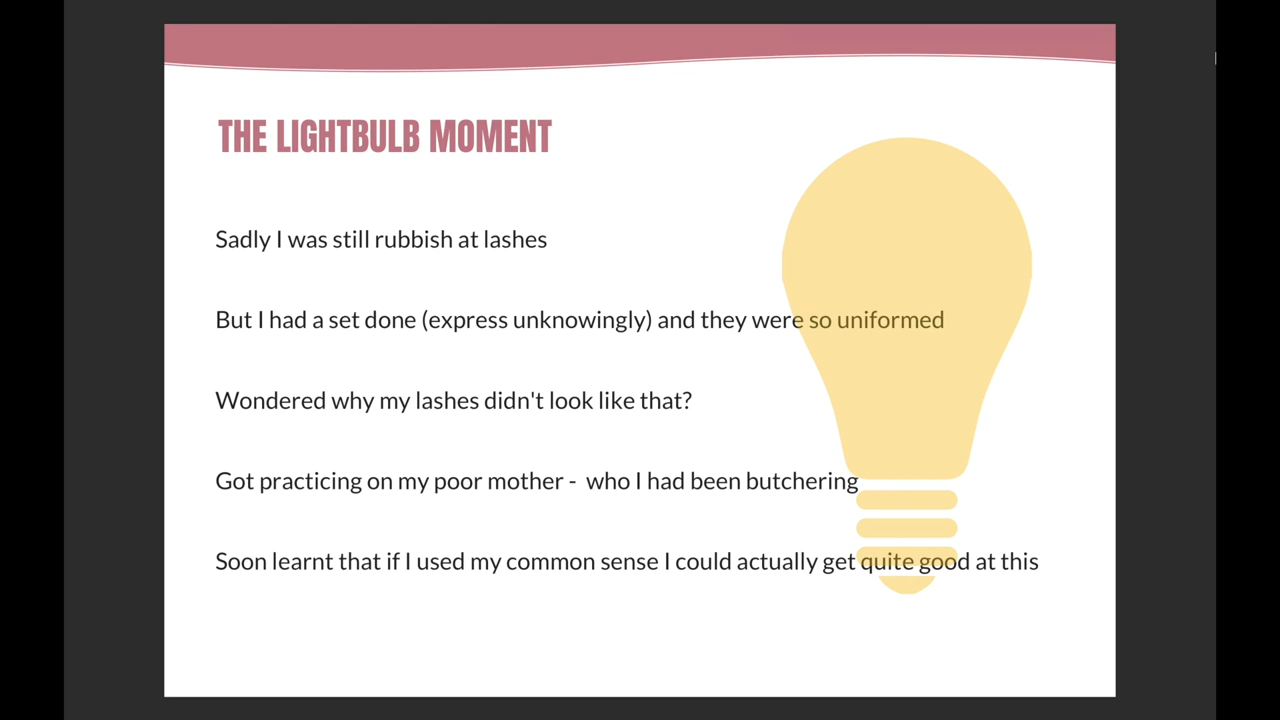 THE LIGHTBULB MOMENT
Sadly I was still rubbish at lashes
But I had a set done (express unknowingly) and they were so uniformed
Wondered why my lashes didn't look like that?
Got practicing on my poor mother -  who I had been butchering
Soon learnt that if I used my common sense I could actually get quite good at this